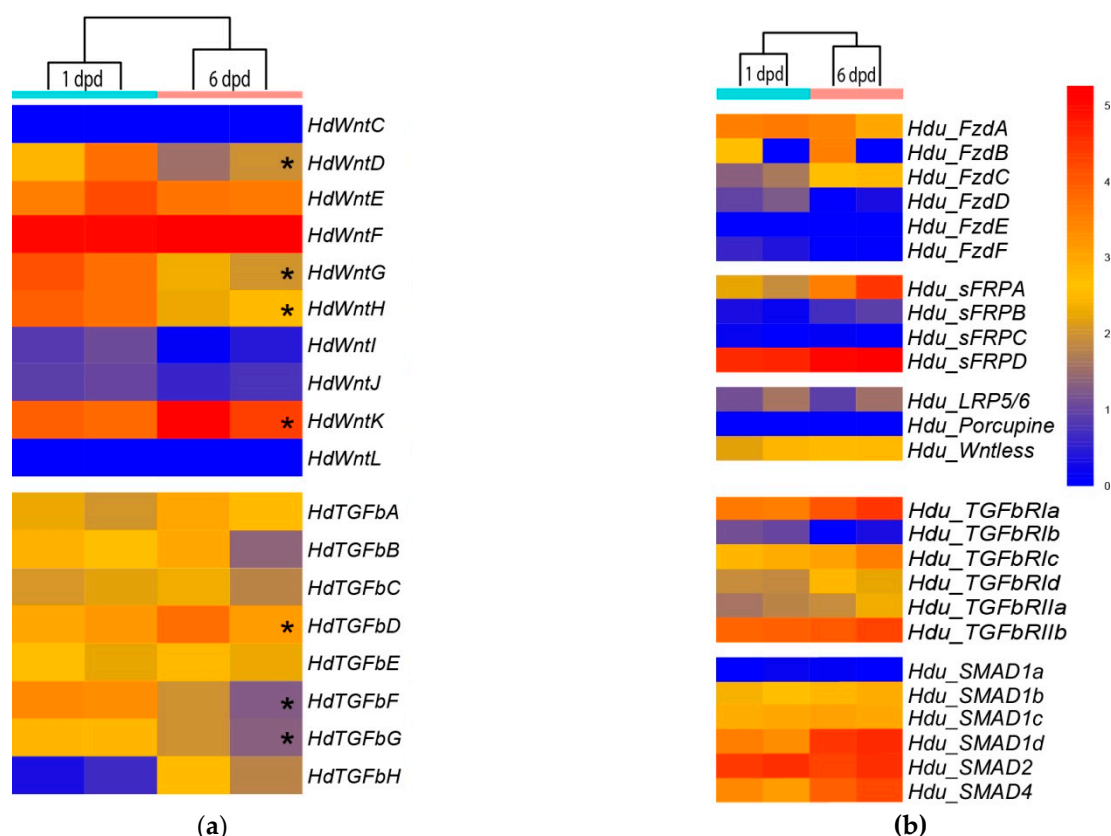 1 dpd 6 dpd
HdWntC
HdWntD
*
HdWntE
HdWntF
HdWntG
*
HdWntH
*
HdWntI
HdWntJ
HdWntK
*
HdWntL
HdTGFbA
HdTGFbB
HdTGFbC
HdTGFbD
*
HdTGFbE
HdTGFbF
*
HdTGFbG
*
HdTGFbH
(a)
1 dpd 6 dpd
Hdu_FzdA
Hdu_FzdB
Hdu_FzdC
Hdu_FzdD
Hdu_FzdE
Hdu_FzdF
Hdu_sFRPA
Hdu_sFRPB
Hdu_sFRPC
Hdu_sFRPD
Hdu_LRP5/6
Hdu_Porcupine
Hdu_Wntless
Hdu_TGFbRIa
Hdu_TGFbRIb
Hdu_TGFbRIc
Hdu_TGFbRId
Hdu_TGFbRIIa
Hdu_TGFbRIIb
Hdu_SMAD1a
Hdu_SMAD1b
Hdu_SMAD1c
Hdu_SMAD1d
Hdu_SMAD2
Hdu_SMAD4
5
4
3
2
1
0
(b)